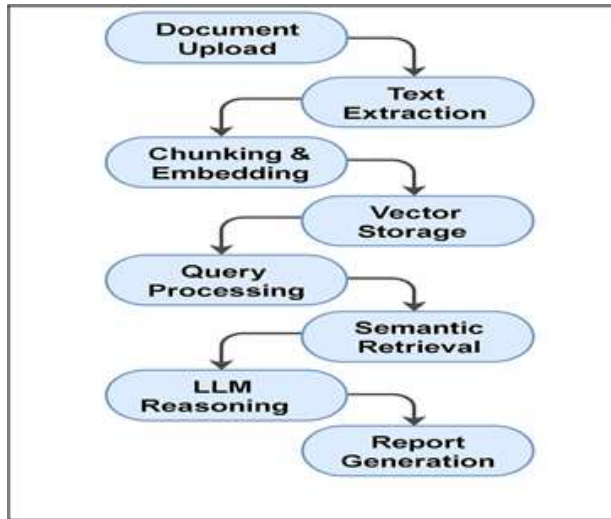 Document
Upload
Text
Extraction
Chunking &
Embedding
Vector
Storage
Query
Processing
Semantic
Retrieval
LLM
Reasoning
Report
Generation